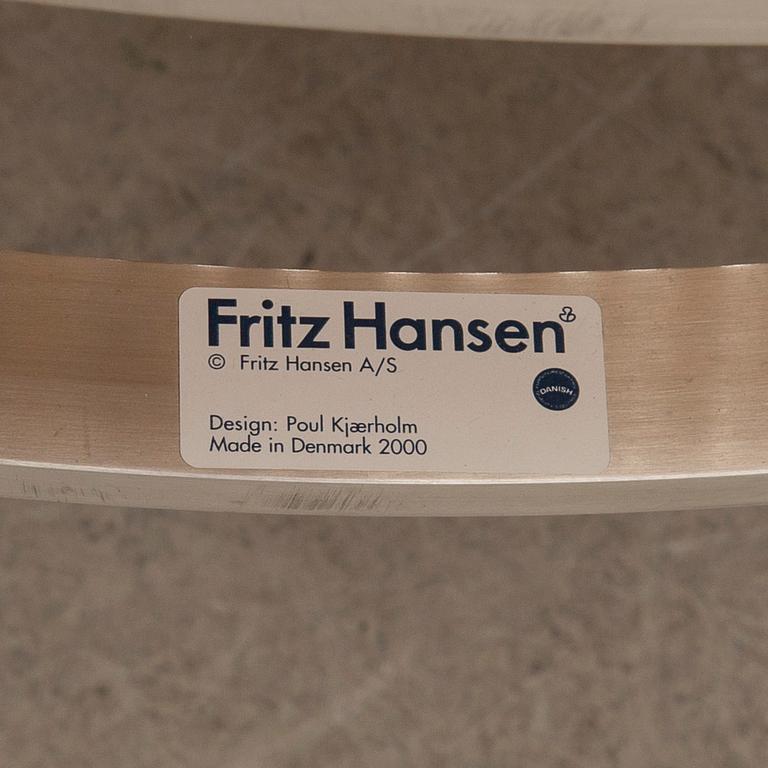 Fritz Hansen
© Fritz Hansen A/S
DANISH
Design: Poul Kjærholm
Made in Denmark 2000